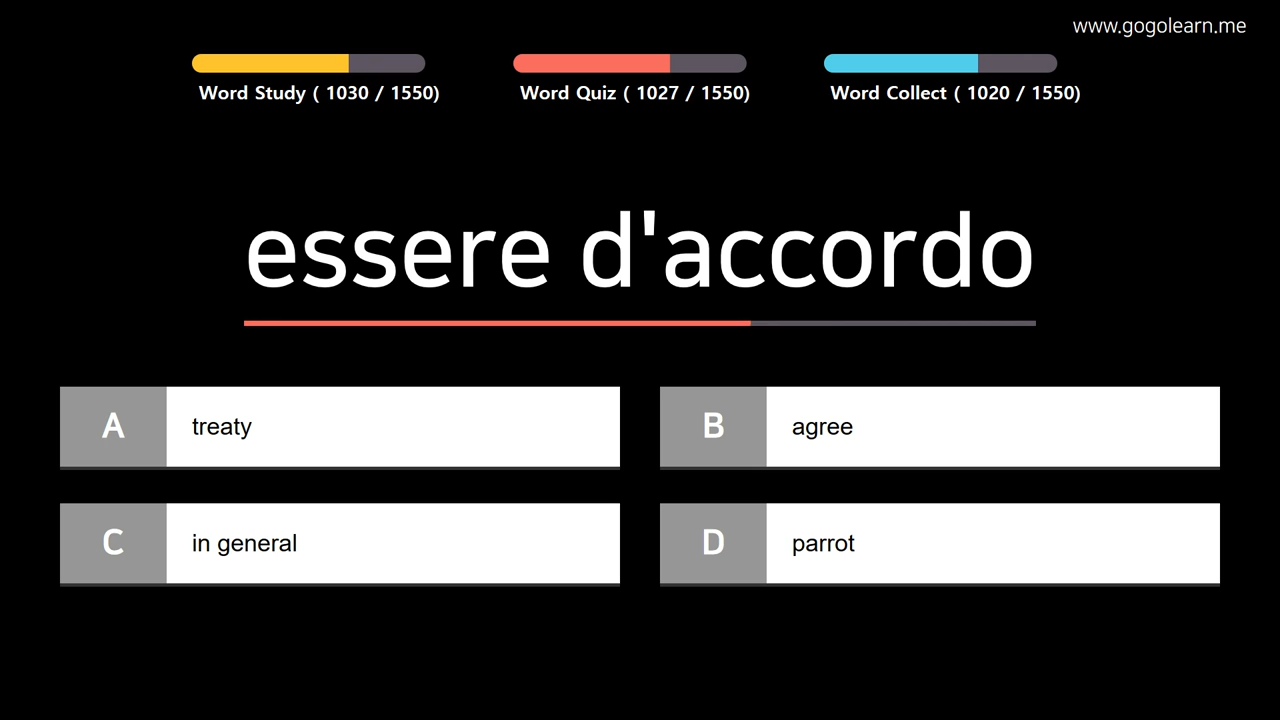 www.gogolearn.me
Word Study ( 1030 / 1550)
Word Quiz ( 1027 / 1550)
Word Collect ( 1020 / 1550)
essere d'accordo
A treaty
B agree
C in general
D parrot